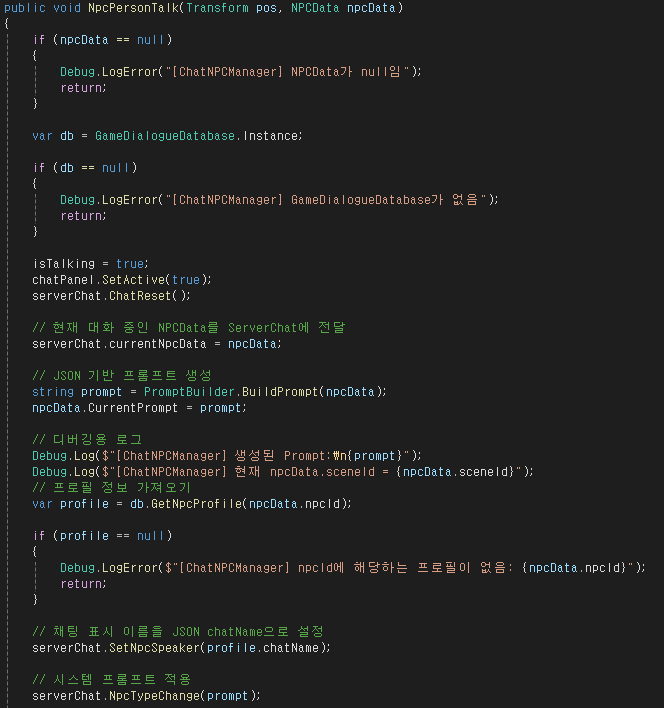 public void NpcPersonTalk(Transform pos, NPCData npcData)
{
if (npcData == null)
{
Debug.LogError("[ChatNPCManager] NPCData가 null임");
return;
}
var db = GameDialogueDatabase.Instance;
if (db == null)
{
Debug.LogError("[ChatNPCManager] GameDialogueDatabase가 없음");
return;
}
isTalking = true;
chatPanel.SetActive(true);
serverChat.ChatReset();
// 현재 대화 중인 NPCData를 ServerChat에 전달
serverChat.currentNpcData = npcData;
// JSON 기반 프롬프트 생성
string prompt = PromptBuilder.BuildPrompt(npcData);
npcData.CurrentPrompt = prompt;
// 디버깅용 로그
Debug.Log($"[ChatNPCManager] 생성된 Prompt:₩n{prompt}");
Debug.Log($"[ChatNPCManager] 현재 npcData.sceneId = {npcData.sceneId}");
// 프로필 정보 가져오기
var profile = db.GetNpcProfile(npcData.npcId);
if (profile == null)
{
Debug.LogError($"[ChatNPCManager] npcId에 해당하는 프로필이 없음: {npcData.npcId}");
return;
}
// 채팅 표시 이름을 JSON chatName으로 설정
serverChat.SetNpcSpeaker(profile.chatName);
// 시스템 프롬프트 적용
serverChat.NpcTypeChange(prompt);